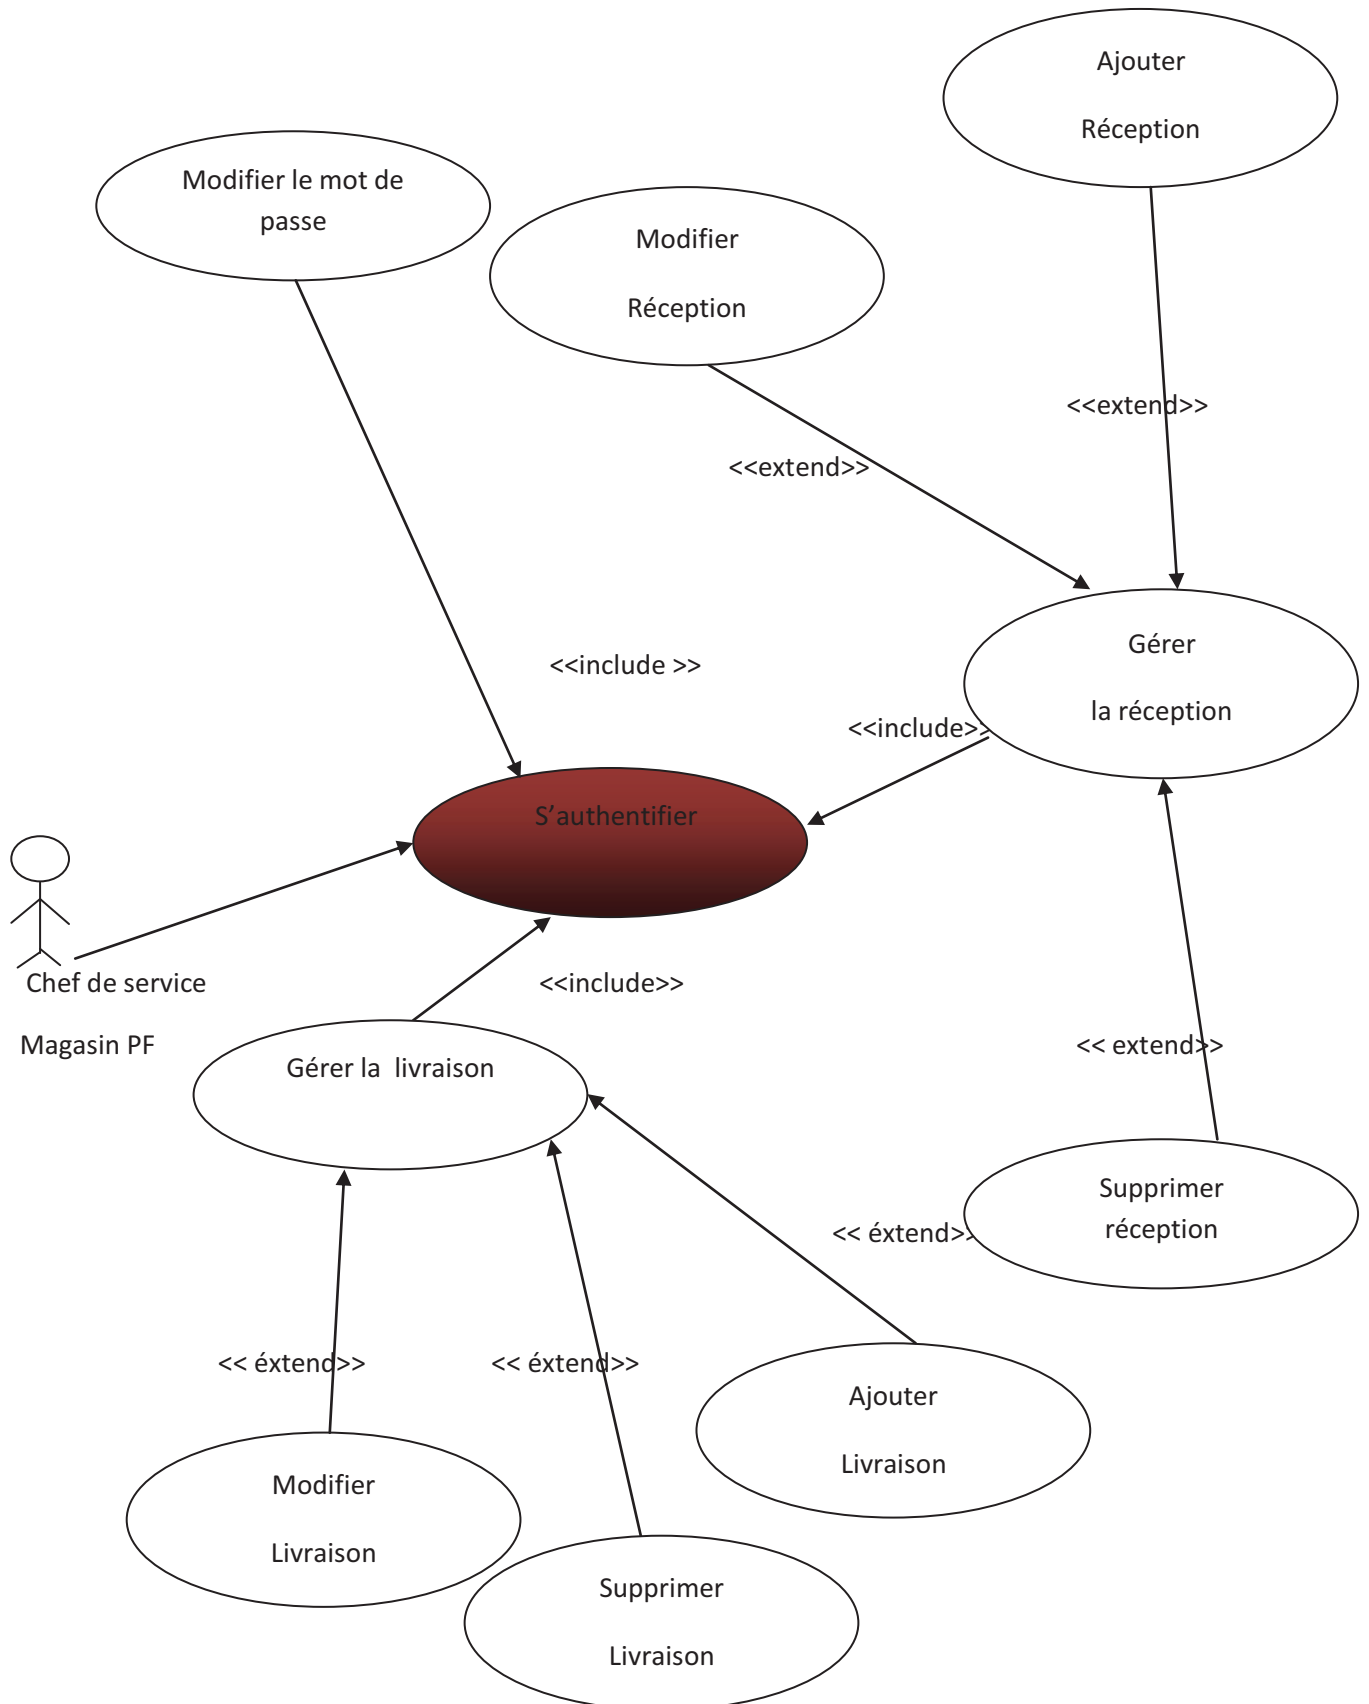 Ajouter
Réception
Modifier le mot de
passe
Modifier
Réception
<<extend>>
<<extend>>
Gérer
la réception
<<include >>
<<include>>
S’authentifier
Chef de service
Magasin PF
<<include>>
Gérer la  livraison
<< extend>>
Supprimer
réception
<< éxtend>>
<< éxtend>>
<< éxtend>>
Ajouter
Livraison
Modifier
Livraison
Supprimer
Livraison